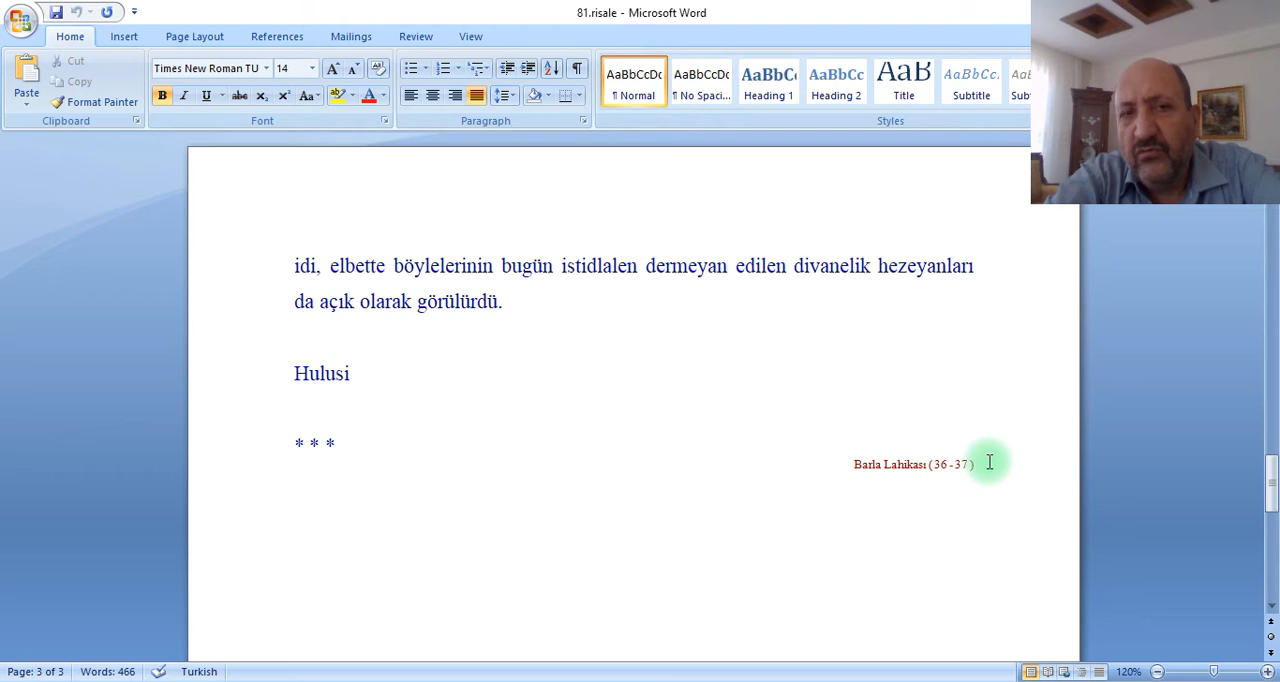 81.risale - Microsoft Word
Home Insert Page Layout References Mailings Review View
Paste
Cut
Copy
Format Painter
Clipboard
Times New Roman TU 14
Font
Paragraph
AaBbCcDc AaBbCcDc AaBbC AaBbCc AaB AaBbCc. Aa
¶ Normal ¶ No Spaci... Heading 1 Heading 2 Title Subtitle Sub
Styles
idi, elbette böylelerinin bugün istidlalen dermeyan edilen divanelik hezeyanları
da açık olarak görülürdü.
Hulusi
* * *
Barla Lahikası ( 36 - 37 )
Page: 3 of 3 Words: 466 Turkish 120%